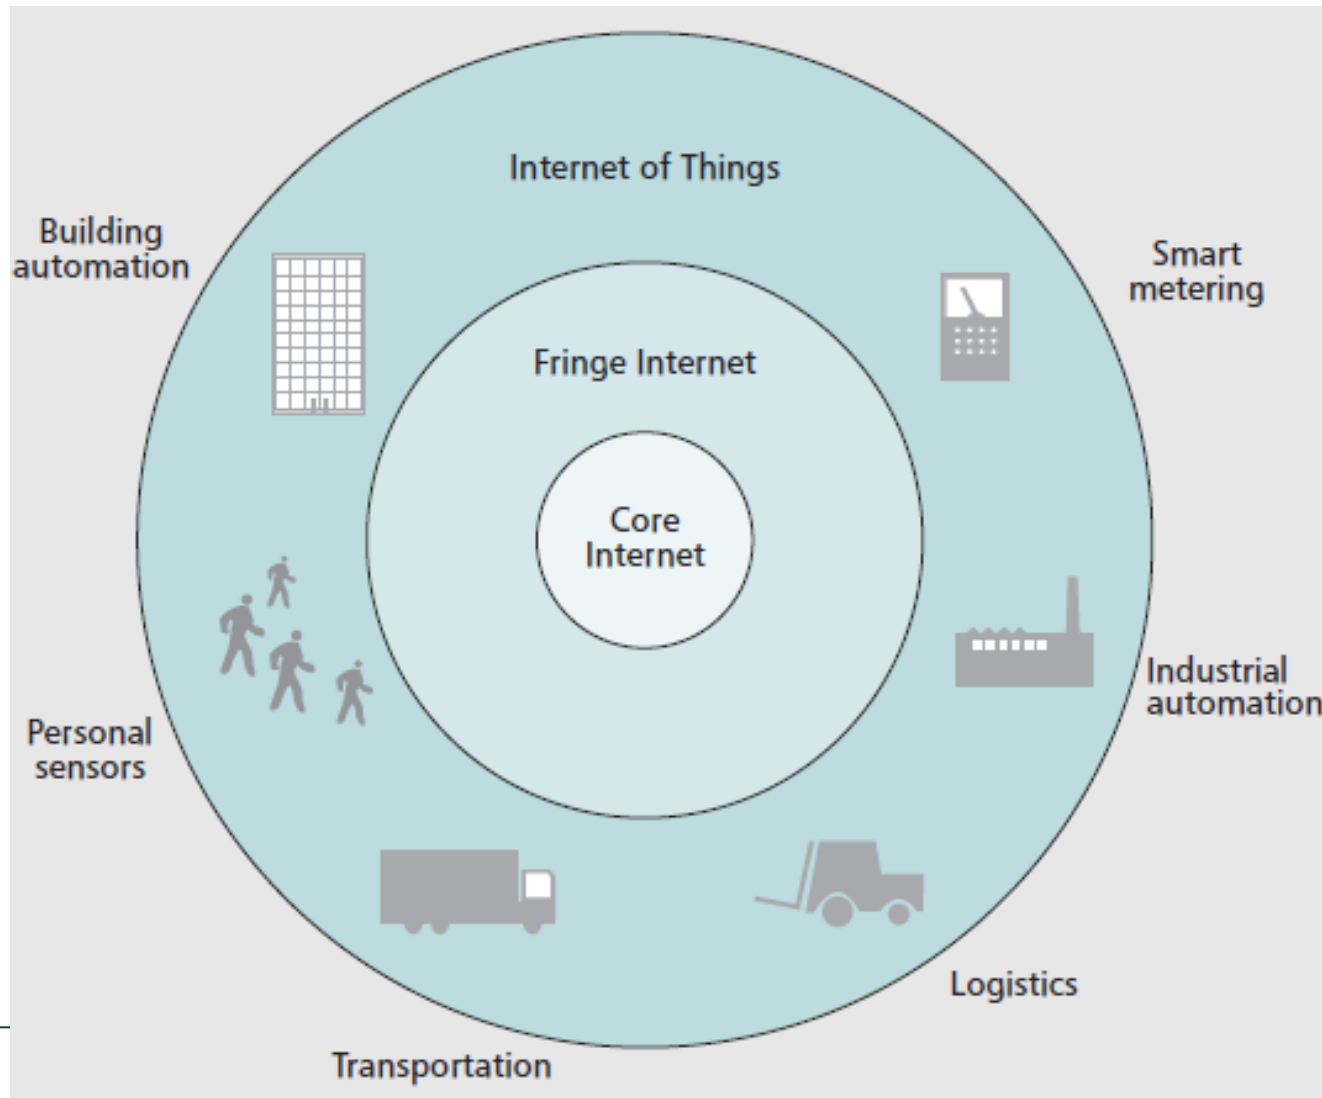 Internet of Things
Building
automation
Smart
metering
Fringe Internet
Core
Internet
Industrial
automation
Personal
sensors
Logistics
Transportation